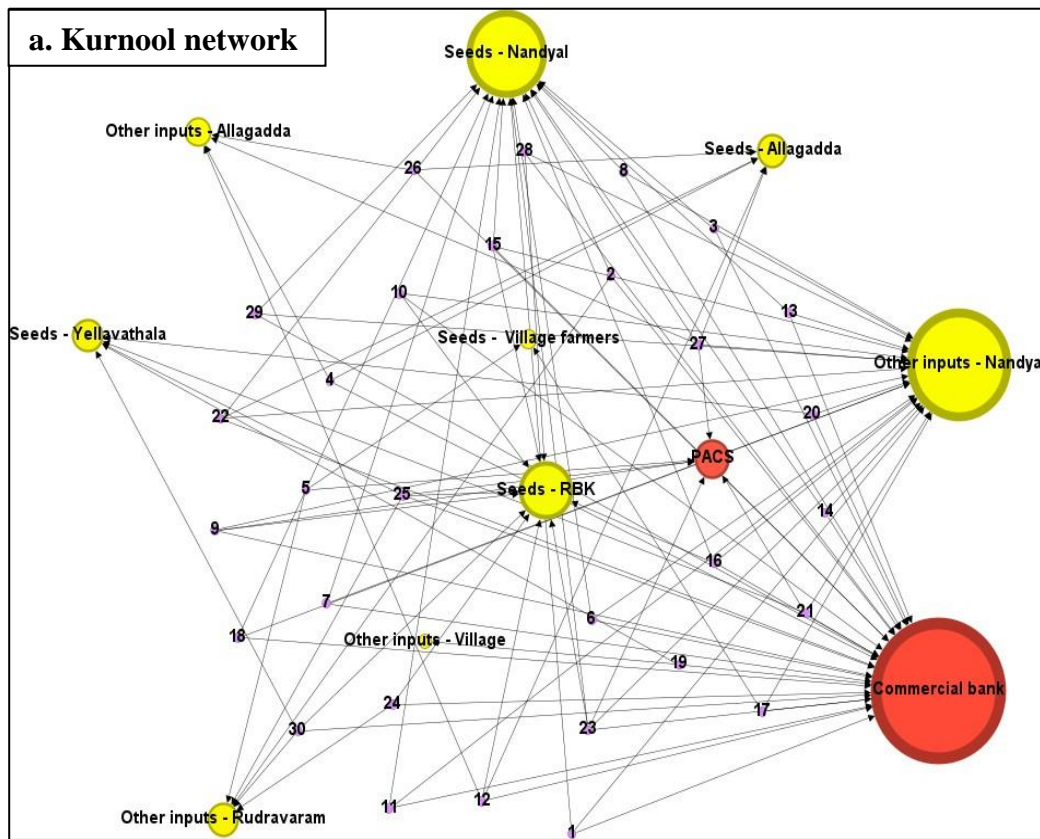 a. Kurnool network
Seeds - Nandyal
Other inputs - Allagadda
Seeds - Allagadda
28
26
8
3
15
2
10
13
29
Seeds - Yellavathala
Seeds - Village farmers
27
Other inputs - Nandya
4
22
20
PACS
5
25
Seeds - RBK
9
14
16
7
6
21
18
Other inputs - Village
19
Commercial bank
24
17
30
23
12
11
Other inputs - Rudravaram
1